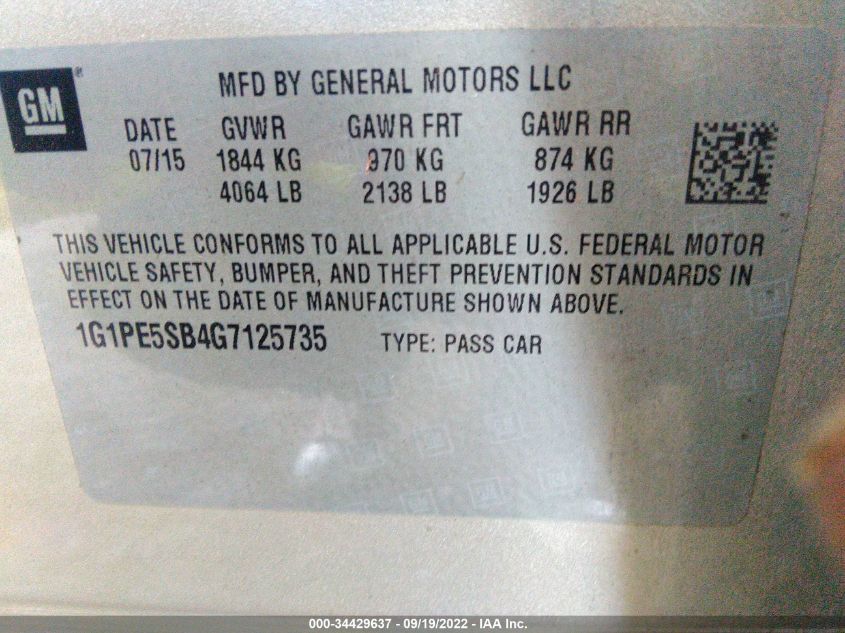 GM®
MFD BY GENERAL MOTORS LLC
DATE GVWR GAWR FRT GAWR RR
07/15 1844 KG 970 KG 874 KG
4064 LB 2138 LB 1926 LB
THIS VEHICLE CONFORMS TO ALL APPLICABLE U.S. FEDERAL MOTOR
VEHICLE SAFETY, BUMPER, AND THEFT PREVENTION STANDARDS IN
EFFECT ON THE DATE OF MANUFACTURE SHOWN ABOVE.
1G1PE5SB4G7125735 TYPE: PASS CAR
000-34429637 - 09/19/2022 - IAA Inc.